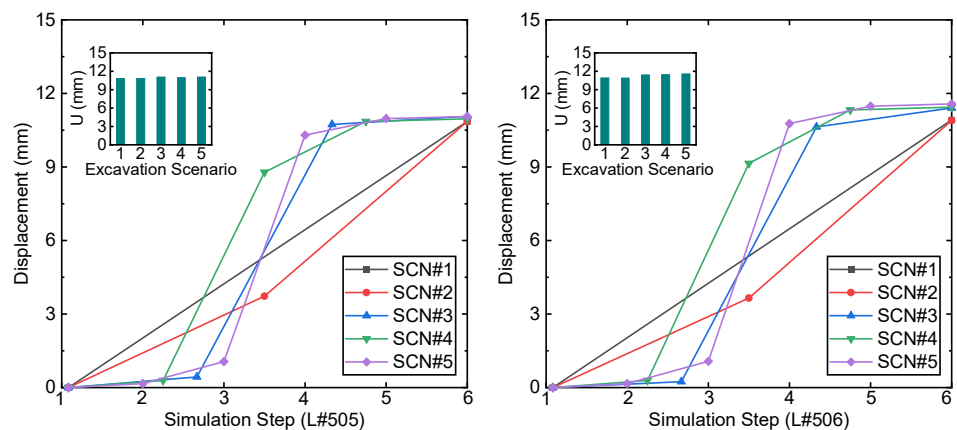 15
12
9
6
3
0
Displacement (mm)
1 2 3 4 5 6
Simulation Step (L#505)
15
12
9
6
3
0
U (mm)
1 2 3 4 5
Excavation Scenario
SCN#1
SCN#2
SCN#3
SCN#4
SCN#5
15
12
9
6
3
0
Displacement (mm)
1 2 3 4 5 6
Simulation Step (L#506)
15
12
9
6
3
0
U (mm)
1 2 3 4 5
Excavation Scenario
SCN#1
SCN#2
SCN#3
SCN#4
SCN#5